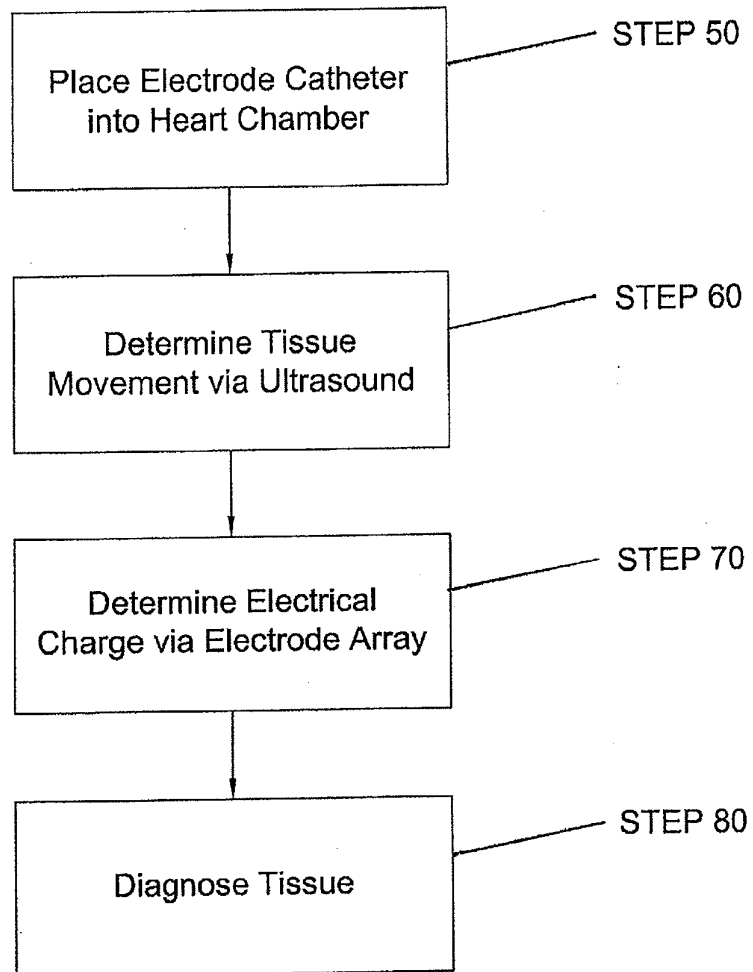 STEP 50
Place Electrode Catheter
into Heart Chamber
STEP 60
Determine Tissue
Movement via Ultrasound
STEP 70
Determine Electrical
Charge via Electrode Array
STEP 80
Diagnose Tissue